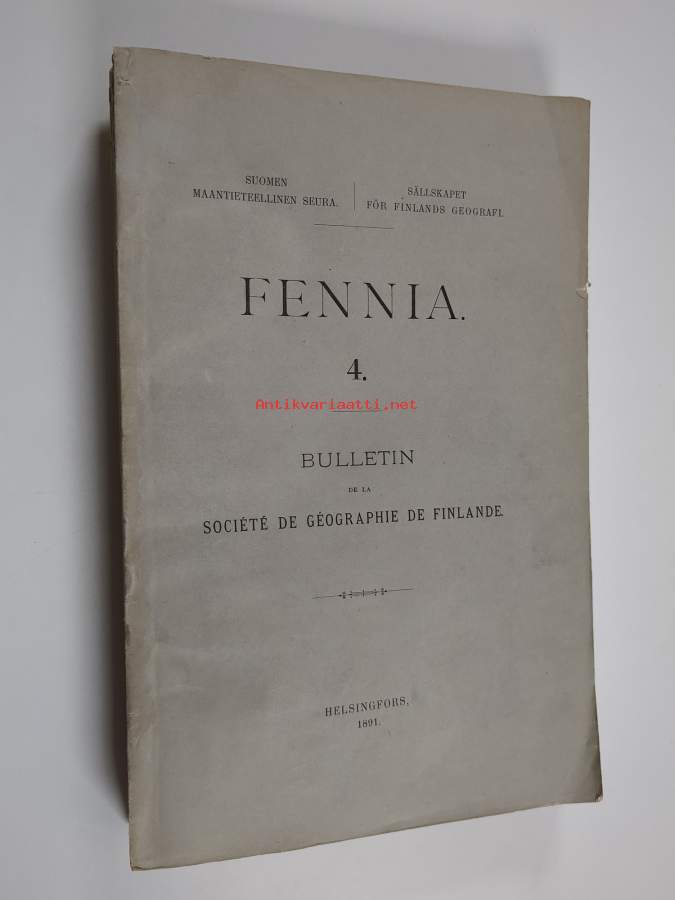 SUOMEN
MAANTIETEELLINEN SEURA.
SÄLLSKAPET
FÖR FINLANDS GEOGRAFI.
FENNIA.
4.
Antikvariaatti.net
BULLETIN
DE LA
SOCIÉTÉ DE GÉOGRAPHIE DE FINLANDE.
HELSINGFORS,
1891.